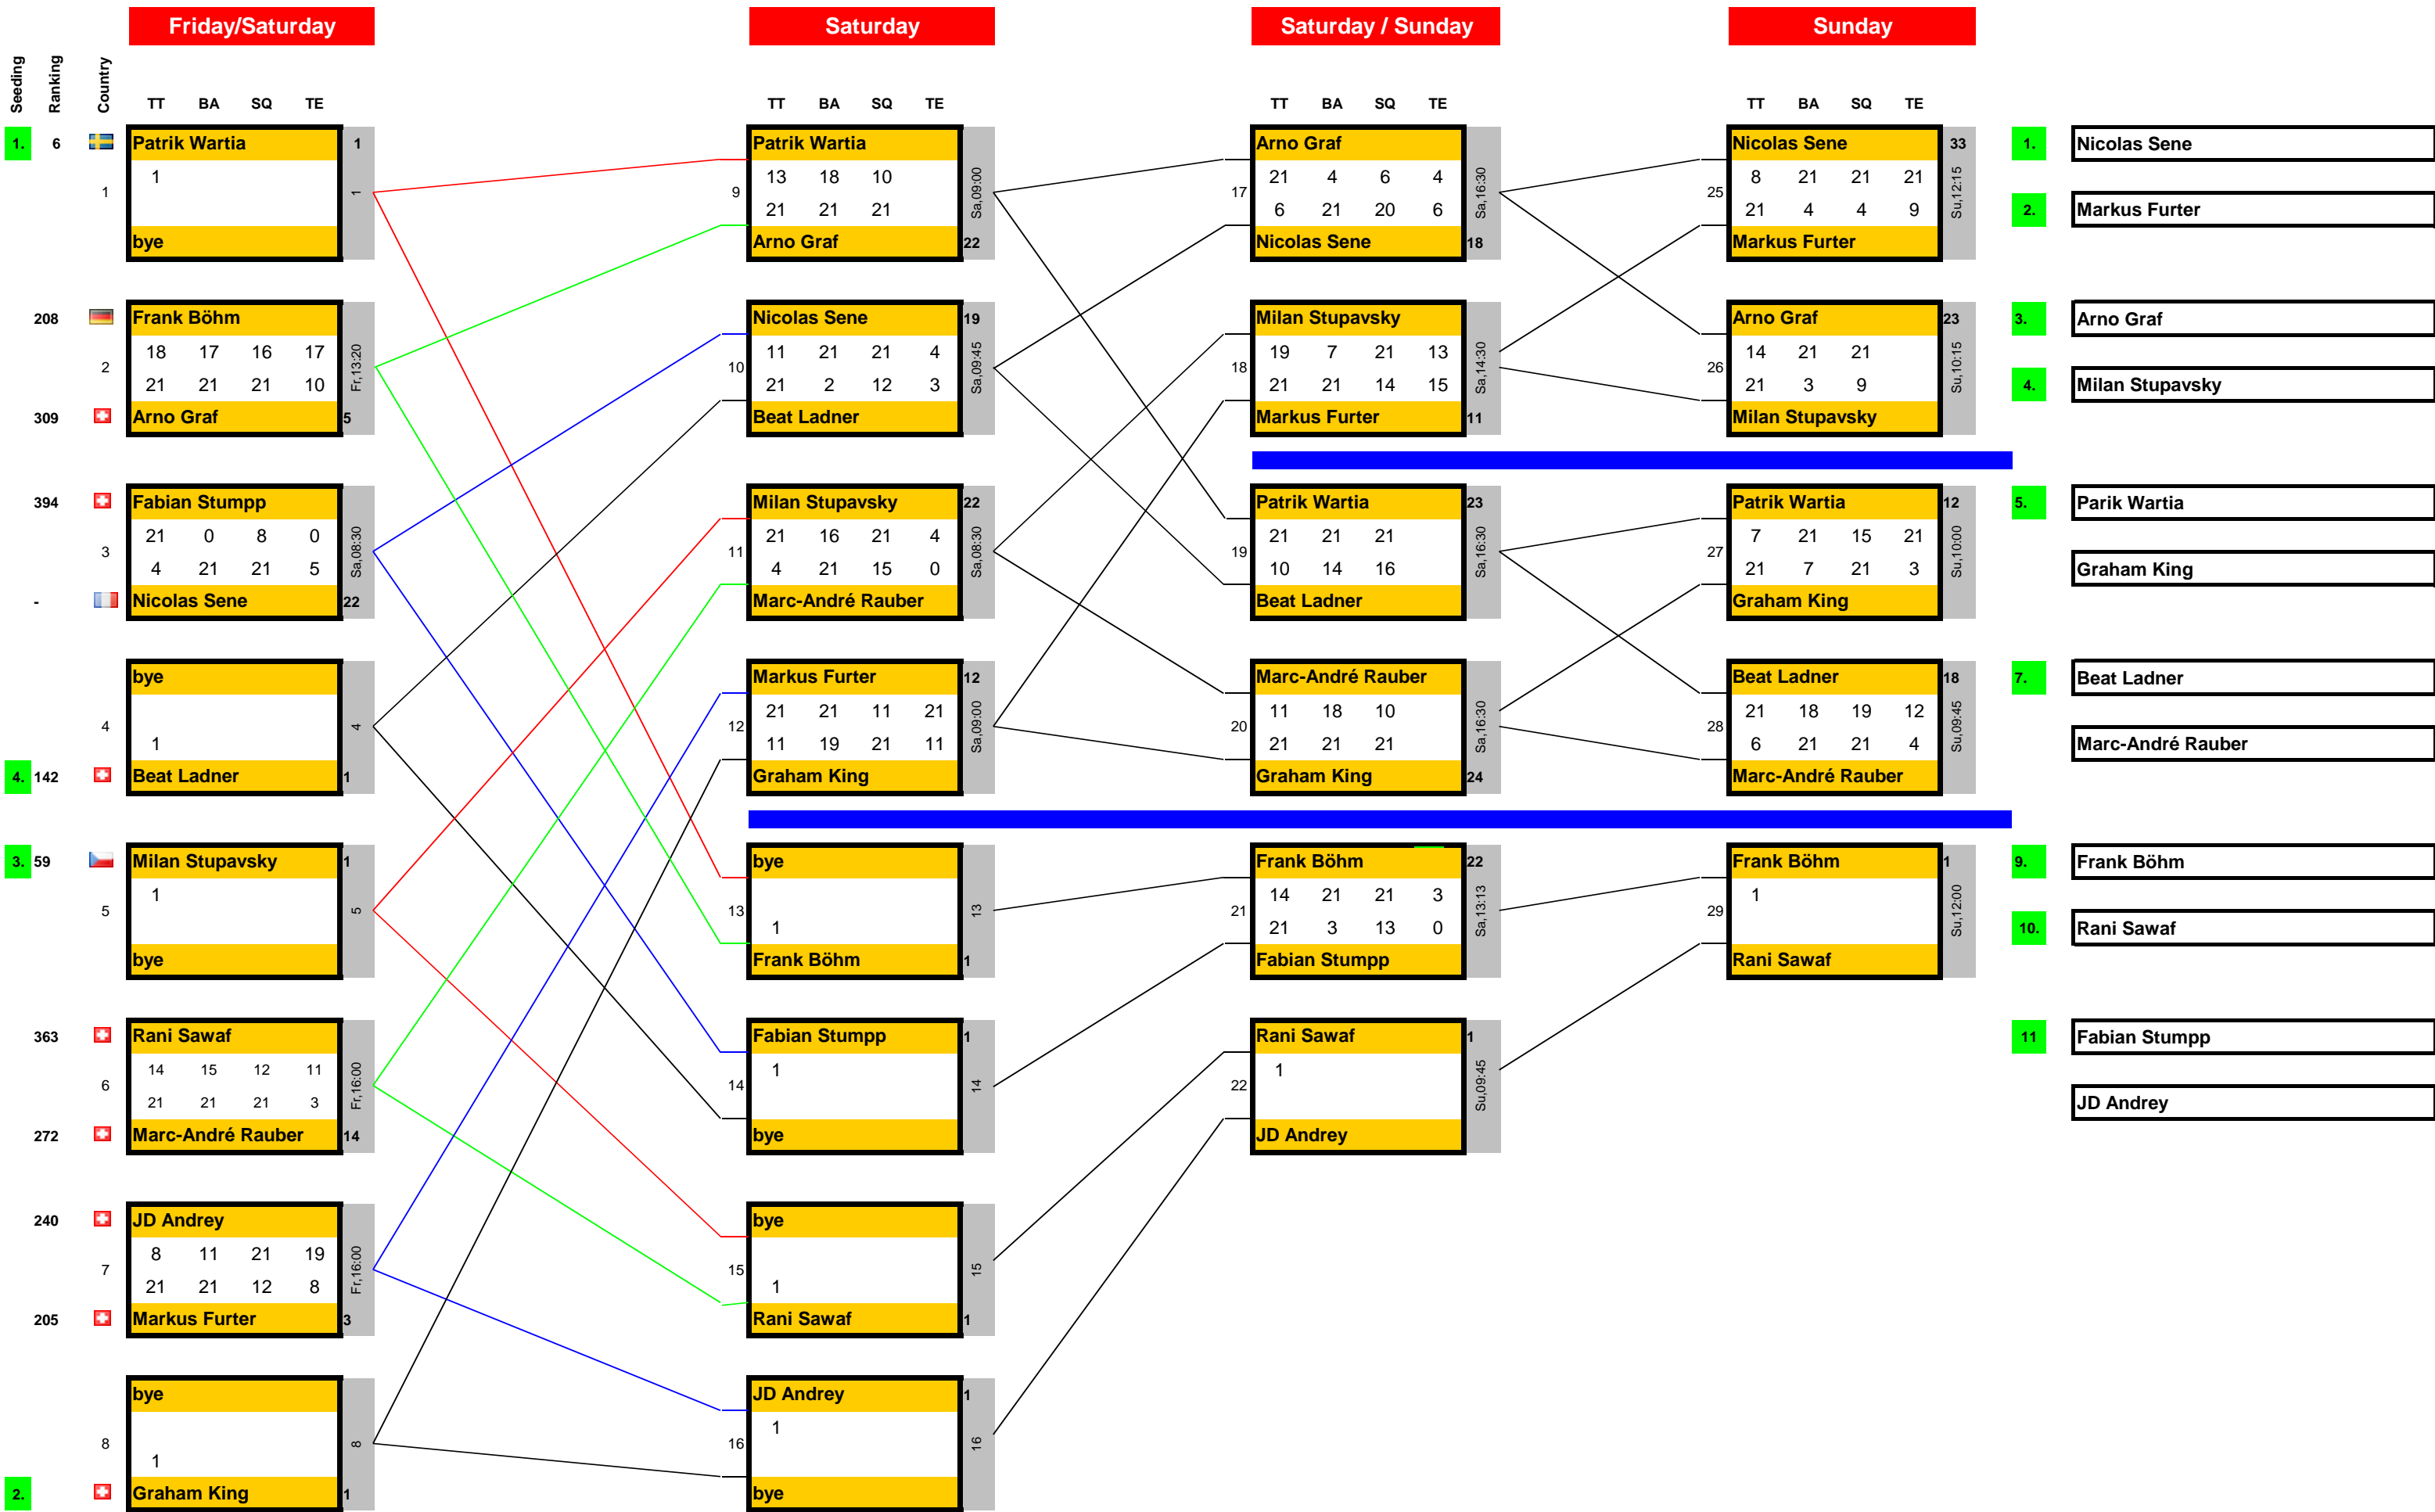 Friday/Saturday Saturday Saturday / Sunday Sunday
Seeding Ranking Country
TT BA SQ TE TT BA SQ TE TT BA SQ TE TT BA SQ TE
1. 6 Patrik Wartia 1 Patrik Wartia Arno Graf Nicolas Sene 33 1. Nicolas Sene
1 13 18 10 21 4 6 4 8 21 21 21
1 1 9 Sa,09:00 17 Sa,16:30 25 Su,12:15 2. Markus Furter
21 21 21 6 21 20 6 21 4 4 9
bye Arno Graf 22 Nicolas Sene 18 Markus Furter
208 Frank Böhm Nicolas Sene 19 Milan Stupavsky Arno Graf 23 3. Arno Graf
18 17 16 17 11 21 21 4 19 7 21 13 14 21 21
2 Fr,13:20 10 Sa,09:45 18 Sa,14:30 26 Su,10:15 4. Milan Stupavsky
21 21 21 10 21 2 12 3 21 21 14 15 21 3 9
309 Arno Graf 5 Beat Ladner Markus Furter 11 Milan Stupavsky
394 Fabian Stumpp Milan Stupavsky 22 Patrik Wartia 23 Patrik Wartia 12 5. Parik Wartia
21 0 8 0 21 16 21 4 21 21 21 7 21 15 21
3 Sa,08:30 11 Sa,08:30 19 Sa,16:30 27 Su,10:00 Graham King
4 21 21 5 4 21 15 0 10 14 16 21 7 21 3
- Nicolas Sene 22 Marc-André Rauber Beat Ladner Graham King
bye Markus Furter 12 Marc-André Rauber Beat Ladner 18 7. Beat Ladner
21 21 11 21 11 18 10 21 18 19 12
4 4 12 Sa,09:00 20 Sa,16:30 28 Su,09:45 Marc-André Rauber
1 11 19 21 11 21 21 21 6 21 21 4
4. 142 Beat Ladner 1 Graham King Graham King 24 Marc-André Rauber
3. 59 Milan Stupavsky 1 bye Frank Böhm 22 Frank Böhm 1 9. Frank Böhm
1 14 21 21 3 1
5 5 13 13 21 Sa,13:13 29 Su,12:00 10. Rani Sawaf
1 21 3 13 0
bye Frank Böhm 1 Fabian Stumpp Rani Sawaf
363 Rani Sawaf Fabian Stumpp 1 Rani Sawaf 1 11 Fabian Stumpp
14 15 12 11 1 1
6 Fr,16:00 14 14 22 Su,09:45 JD Andrey
21 21 21 3
272 Marc-André Rauber 14 bye JD Andrey
240 JD Andrey bye
8 11 21 19
7 Fr,16:00 15 15
21 21 12 8 1
205 Markus Furter 3 Rani Sawaf 1
bye JD Andrey 1
1
8 8 16 16
1
2. Graham King 1 bye